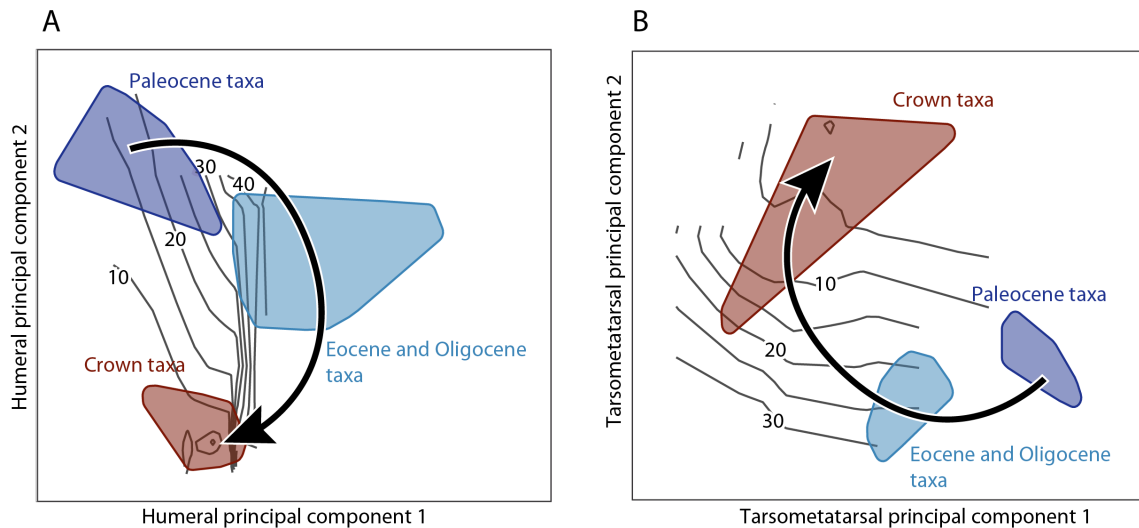 A
Humeral principal component 2
Paleocene taxa
30
40
20
10
Crown taxa
Eocene and Oligocene
taxa
Humeral principal component 1
B
Tarsometatarsal principal component 2
Crown taxa
10
Paleocene taxa
20
30
Eocene and Oligocene
taxa
Tarsometatarsal principal component 1